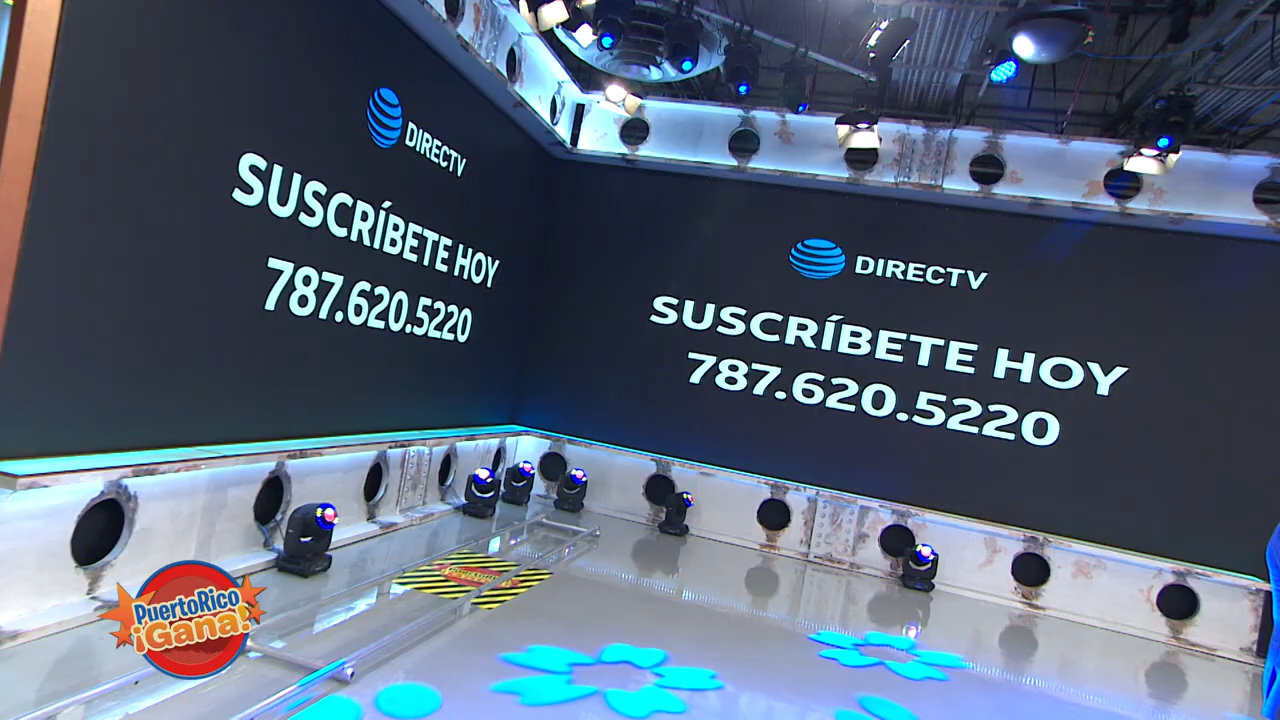 DIRECTV
SUSCRÍBETE HOY
787.620.5220
DIRECTV
SUSCRÍBETE HOY
787.620.5220
PuertoRico
¡Gana!